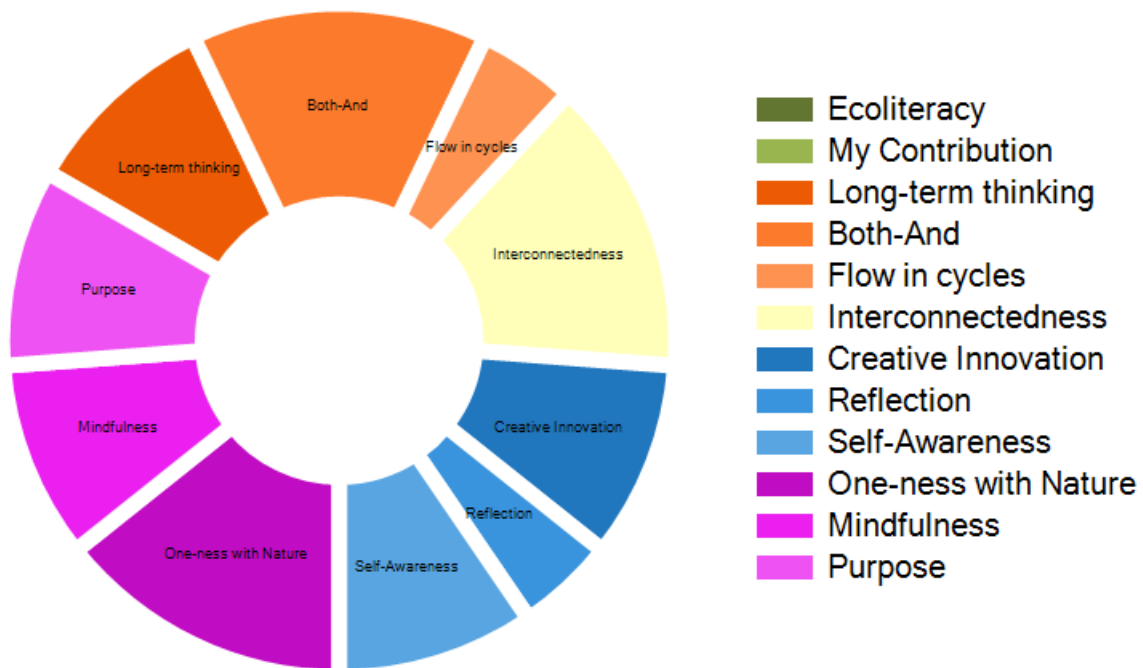 Both-And
Flow in cycles
Long-term thinking
Interconnectedness
Purpose
Mindfulness
Creative Innovation
Reflection
One-ness with Nature
Self-Awareness
Ecoliteracy
My Contribution
Long-term thinking
Both-And
Flow in cycles
Interconnectedness
Creative Innovation
Reflection
Self-Awareness
One-ness with Nature
Mindfulness
Purpose